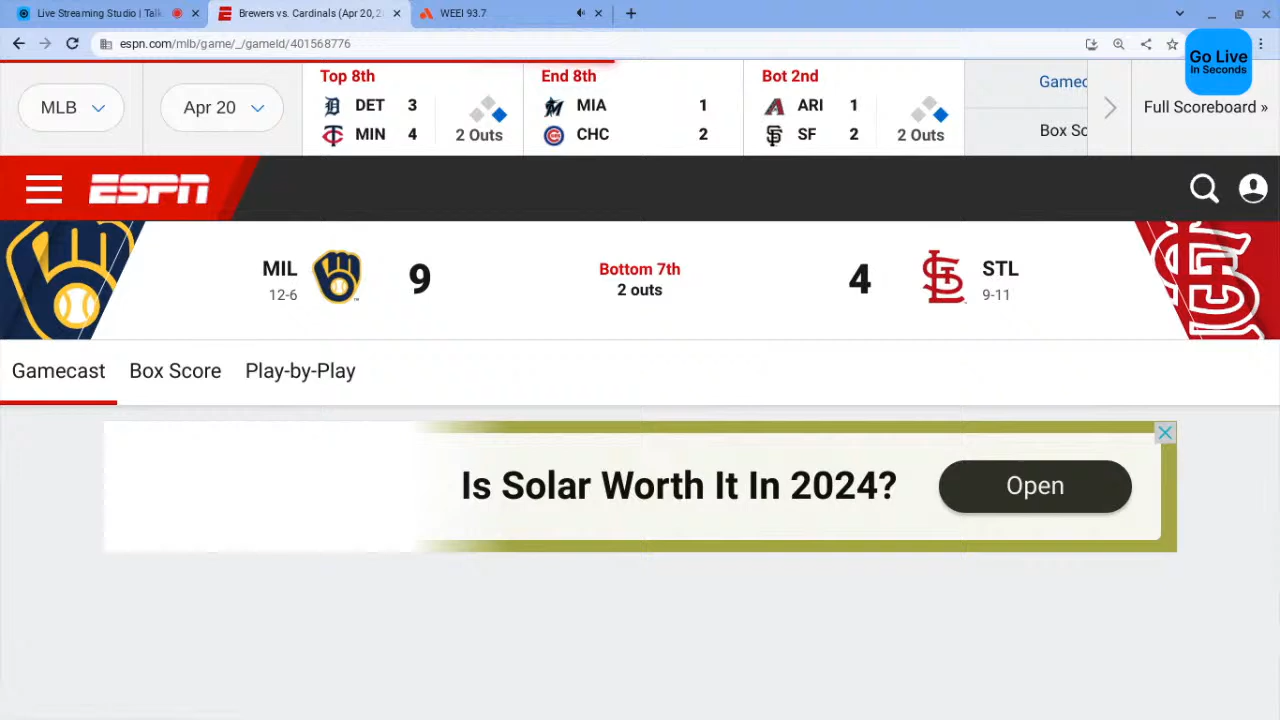 Live Streaming Studio | Talk
Brewers vs. Cardinals (Apr 20, 2
WEEI 93.7
espn.com/mlb/game/_/gameId/401568776
Go Live
In Seconds
MLB
Apr 20
Top 8th
DET 3
MIN 4
2 Outs
End 8th
MIA 1
CHC 2
Bot 2nd
ARI 1
SF 2
2 Outs
Gamec
Box Sc
Full Scoreboard »
ESPN
MIL
12-6
9
Bottom 7th
2 outs
4
STL
9-11
Gamecast
Box Score
Play-by-Play
Is Solar Worth It In 2024?
Open